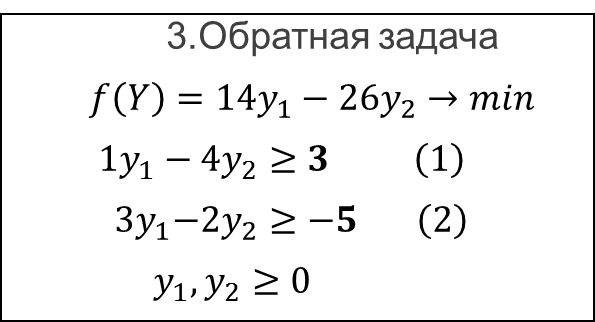 3.Обратная задача
f(Y) = 14y₁ − 26y₂ → min
1y₁ − 4y₂ ≥ 3 (1)
3y₁−2y₂ ≥ −5 (2)
y₁, y₂ ≥ 0